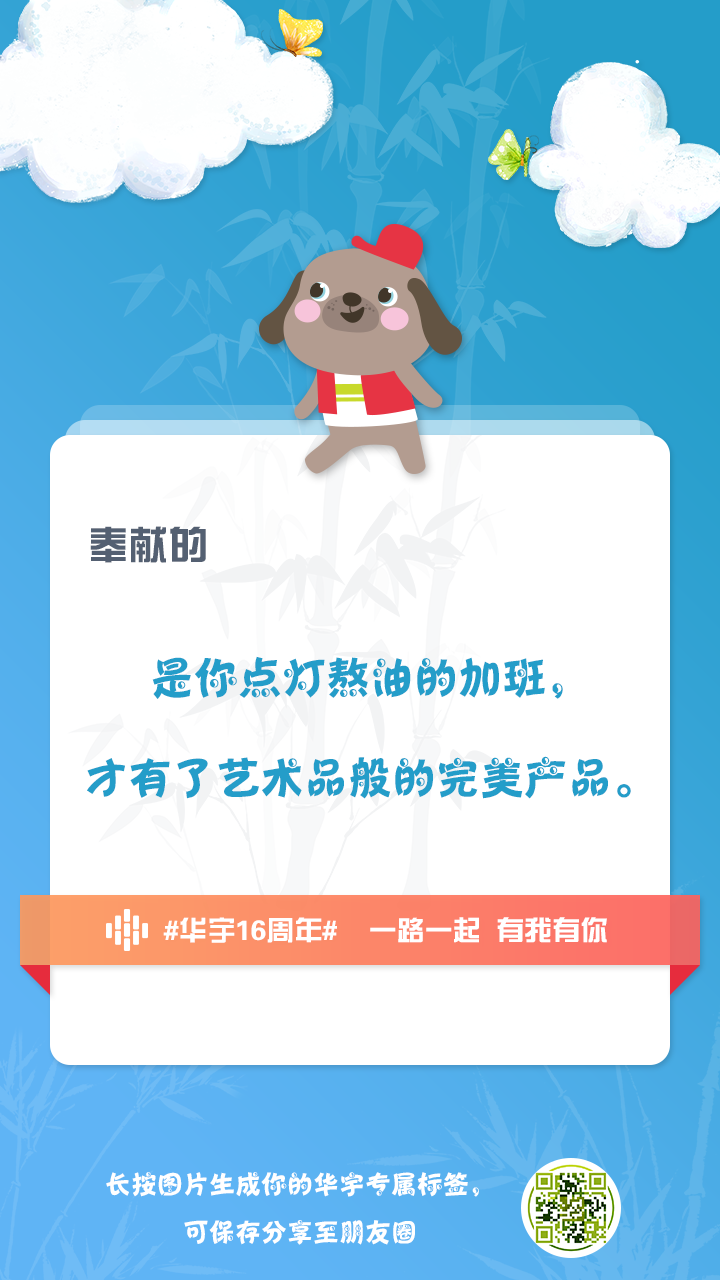 奉献的
是你点灯熬油的加班，
才有了艺术品般的完美产品。
#华宇16周年# 一路一起 有我有你
长按图片生成你的华宇专属标签，
可保存分享至朋友圈